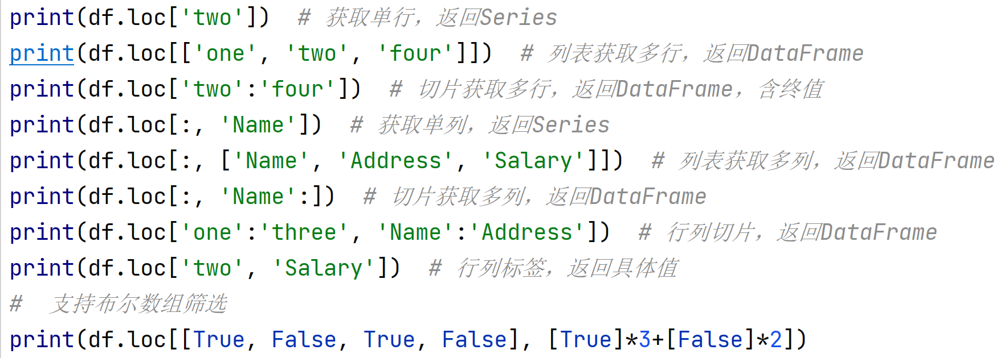 print(df.loc['two'])  # 获取单行，返回Series
print(df.loc[['one', 'two', 'four']])  # 列表获取多行，返回DataFrame
print(df.loc['two':'four'])  # 切片获取多行，返回DataFrame，含终值
print(df.loc[:, 'Name'])  # 获取单列，返回Series
print(df.loc[:, ['Name', 'Address', 'Salary']])  # 列表获取多列，返回DataFrame
print(df.loc[:, 'Name':])  # 切片获取多列，返回DataFrame
print(df.loc['one':'three', 'Name':'Address'])  # 行列切片，返回DataFrame
print(df.loc['two', 'Salary'])  # 行列标签，返回具体值
#  支持布尔数组筛选
print(df.loc[[True, False, True, False], [True]*3+[False]*2])